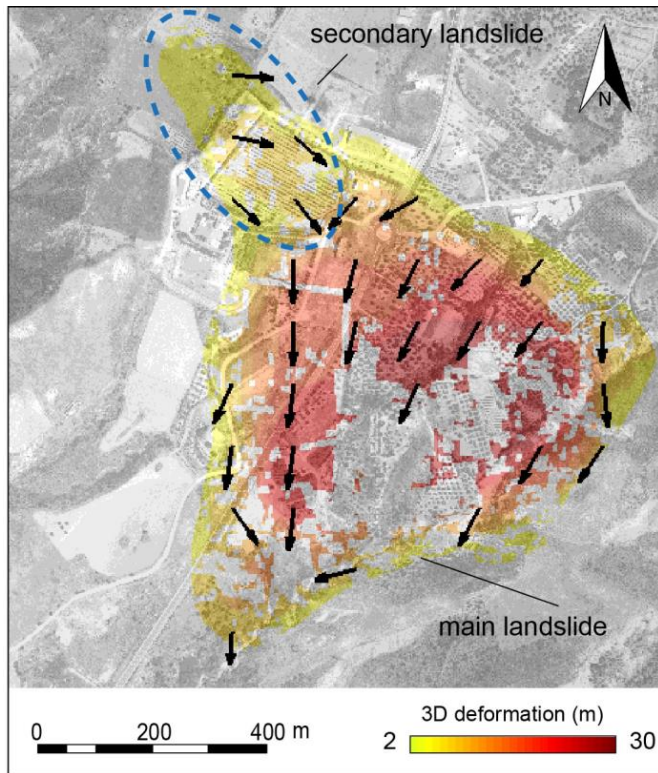 secondary landslide
N
main landslide
0 200 400 m
3D deformation (m)
2 30